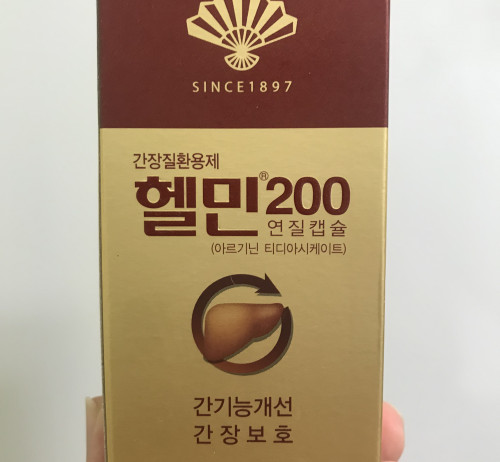 SINCE1897
간장질환용제
헬민®200
연질캡슐
(아르기닌 티디아시케이트)
간기능개선
간장보호